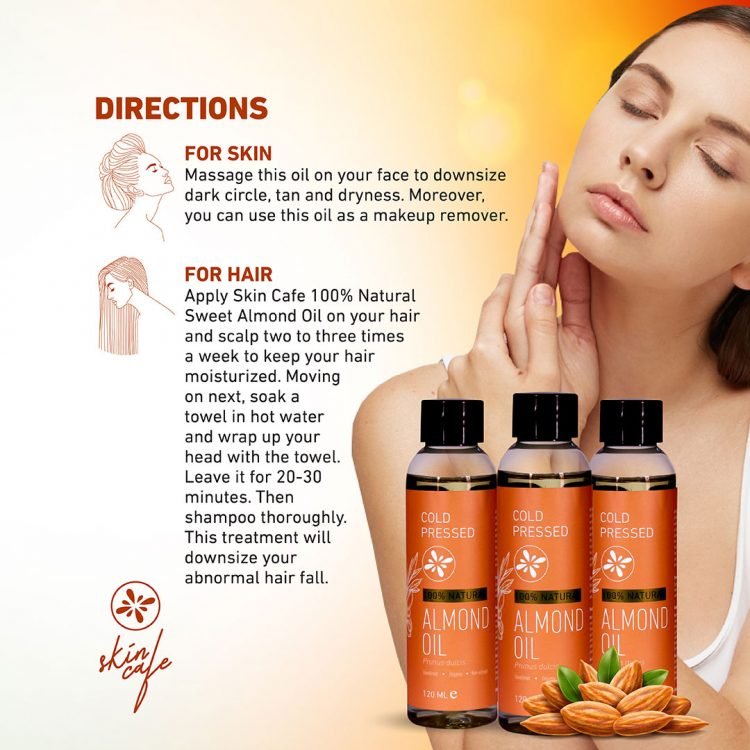 DIRECTIONS
FOR SKIN
Massage this oil on your face to downsize
dark circle, tan and dryness. Moreover,
you can use this oil as a makeup remover.
FOR HAIR
Apply Skin Cafe 100% Natural
Sweet Almond Oil on your hair
and scalp two to three times
a week to keep your hair
moisturized. Moving
on next, soak a
towel in hot water
and wrap up your
head with the towel.
Leave it for 20-30
minutes. Then
shampoo thoroughly.
This treatment will
downsize your
abnormal hair fall.
skin
cafe
COLD
PRESSED
100% NATURAL
ALMOND
OIL
Prunus dulcis
120 ML e
COLD
PRESSED
100% NATURAL
ALMOND
OIL
Prunus dulcis
COLD
PRESSED
100% NATURAL
ALMOND
OIL